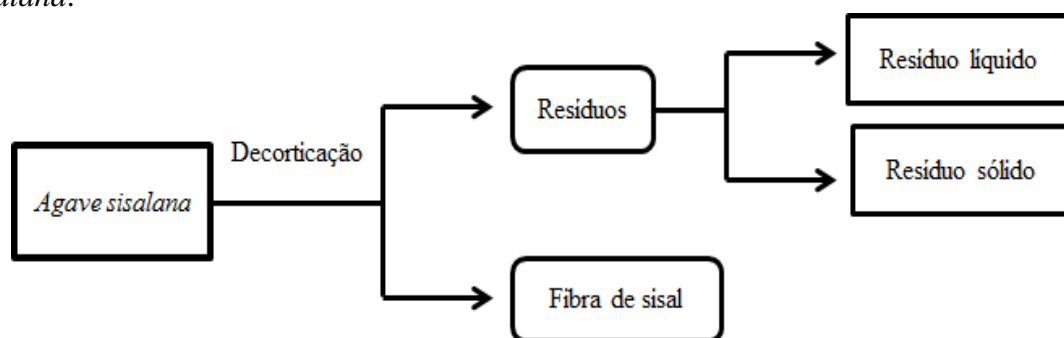 Resíduo líquido
Resíduos
Decorticação
Resíduo sólido
Agave sisalana
Fibra de sisal